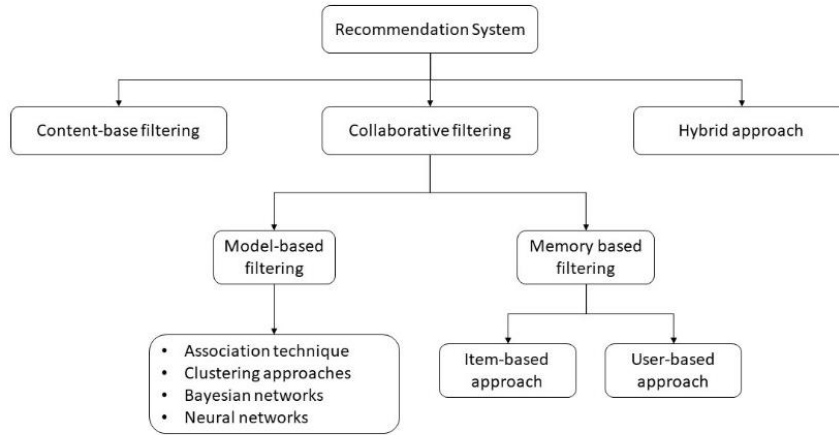 Recommendation System
Content-base filtering
Collaborative filtering
Hybrid approach
Model-based
filtering
Memory based
filtering
• Association technique
• Clustering approaches
• Bayesian networks
• Neural networks
Item-based
approach
User-based
approach